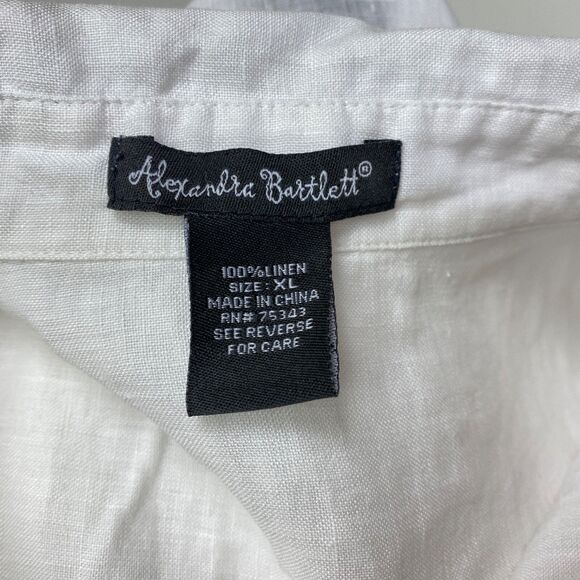 Alexandra Bartlett®
100%LINEN
SIZE: XL
MADE IN CHINA
RN# 75343
SEE REVERSE
FOR CARE